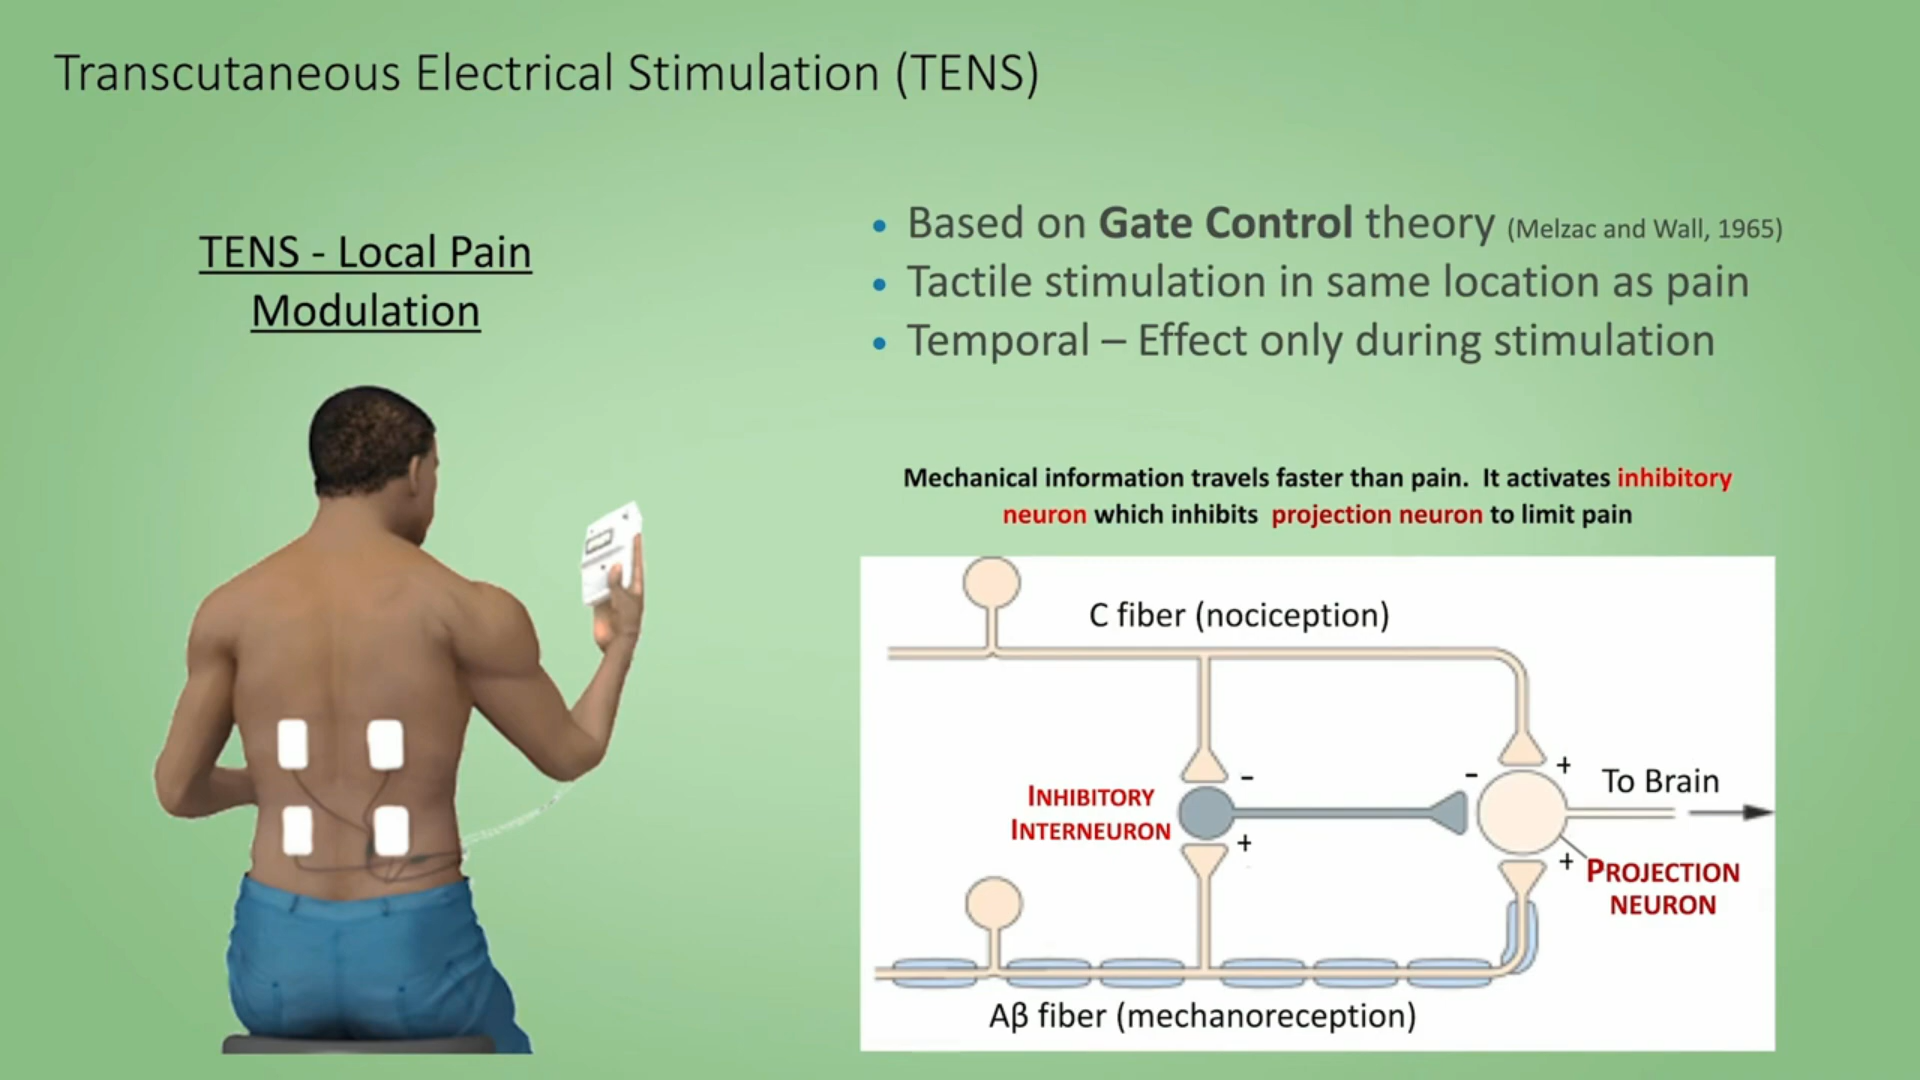 Transcutaneous Electrical Stimulation (TENS)
TENS - Local Pain
Modulation
• Based on Gate Control theory (Melzac and Wall, 1965)
• Tactile stimulation in same location as pain
• Temporal – Effect only during stimulation
Mechanical information travels faster than pain. It activates inhibitory
neuron which inhibits projection neuron to limit pain
C fiber (nociception)
- - +
To Brain
INHIBITORY
INTERNEURON
+ +
PROJECTION
NEURON
Aβ fiber (mechanoreception)